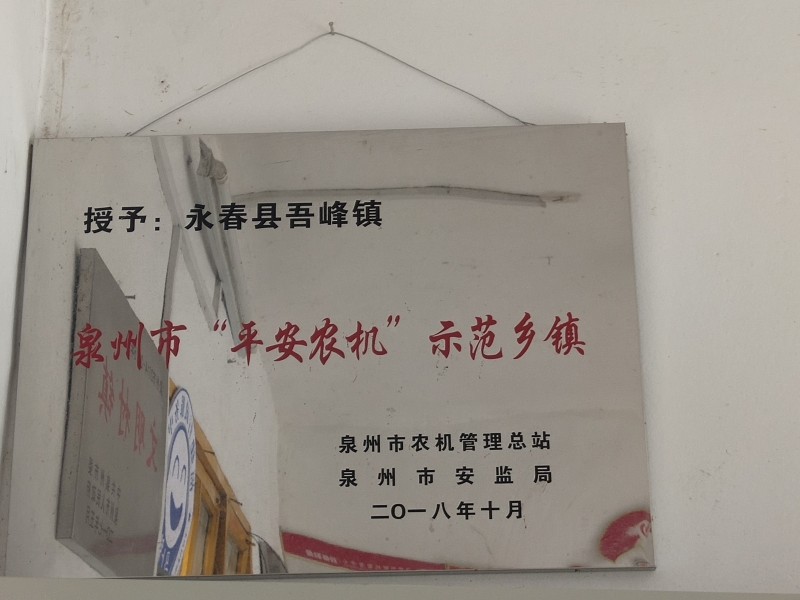 授予：永春县吾峰镇
泉州市“平安农机”示范乡镇
泉州市农机管理总站
泉州市安监局
二〇一八年十月